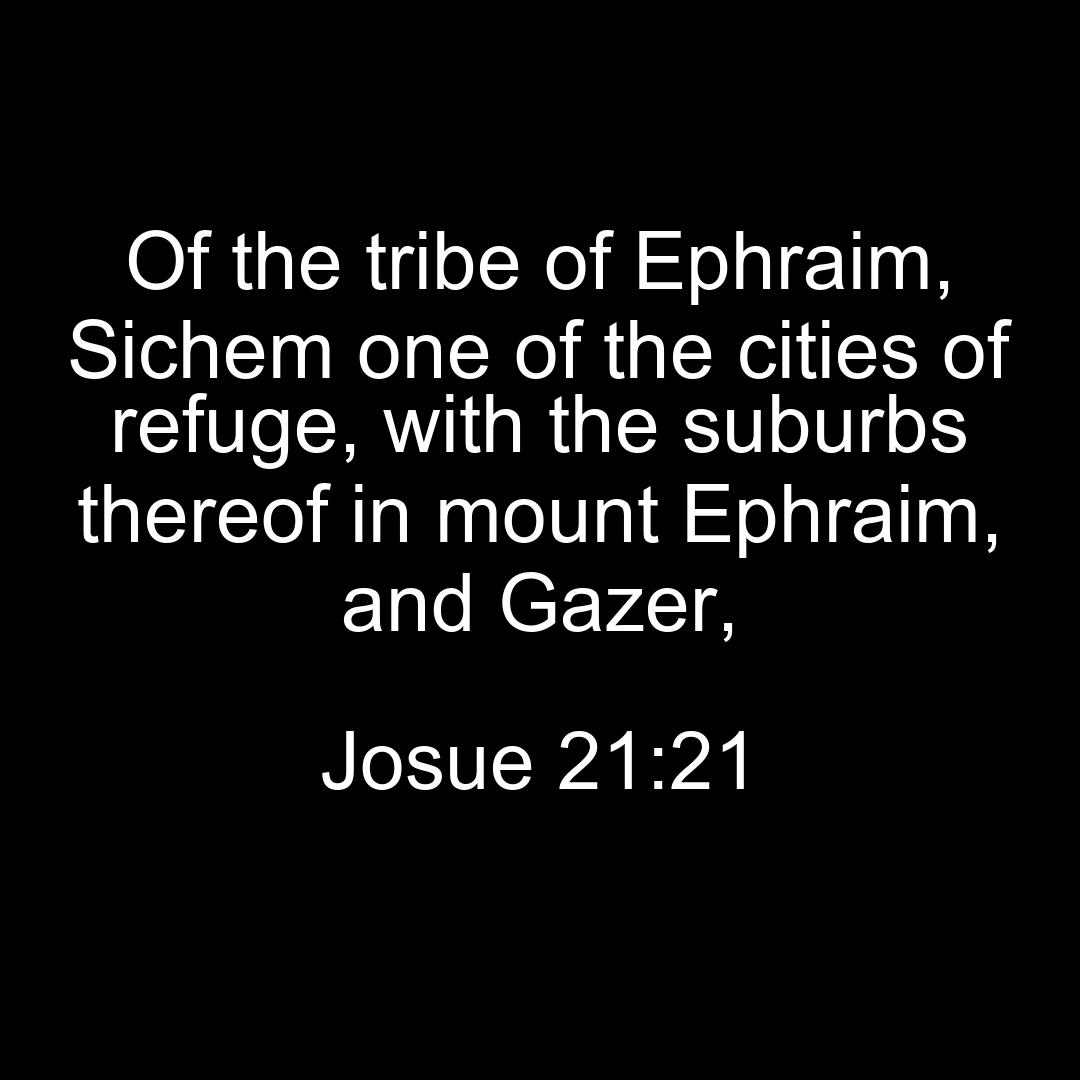 Of the tribe of Ephraim,
Sichem one of the cities of
refuge, with the suburbs
thereof in mount Ephraim,
and Gazer,
Josue 21:21